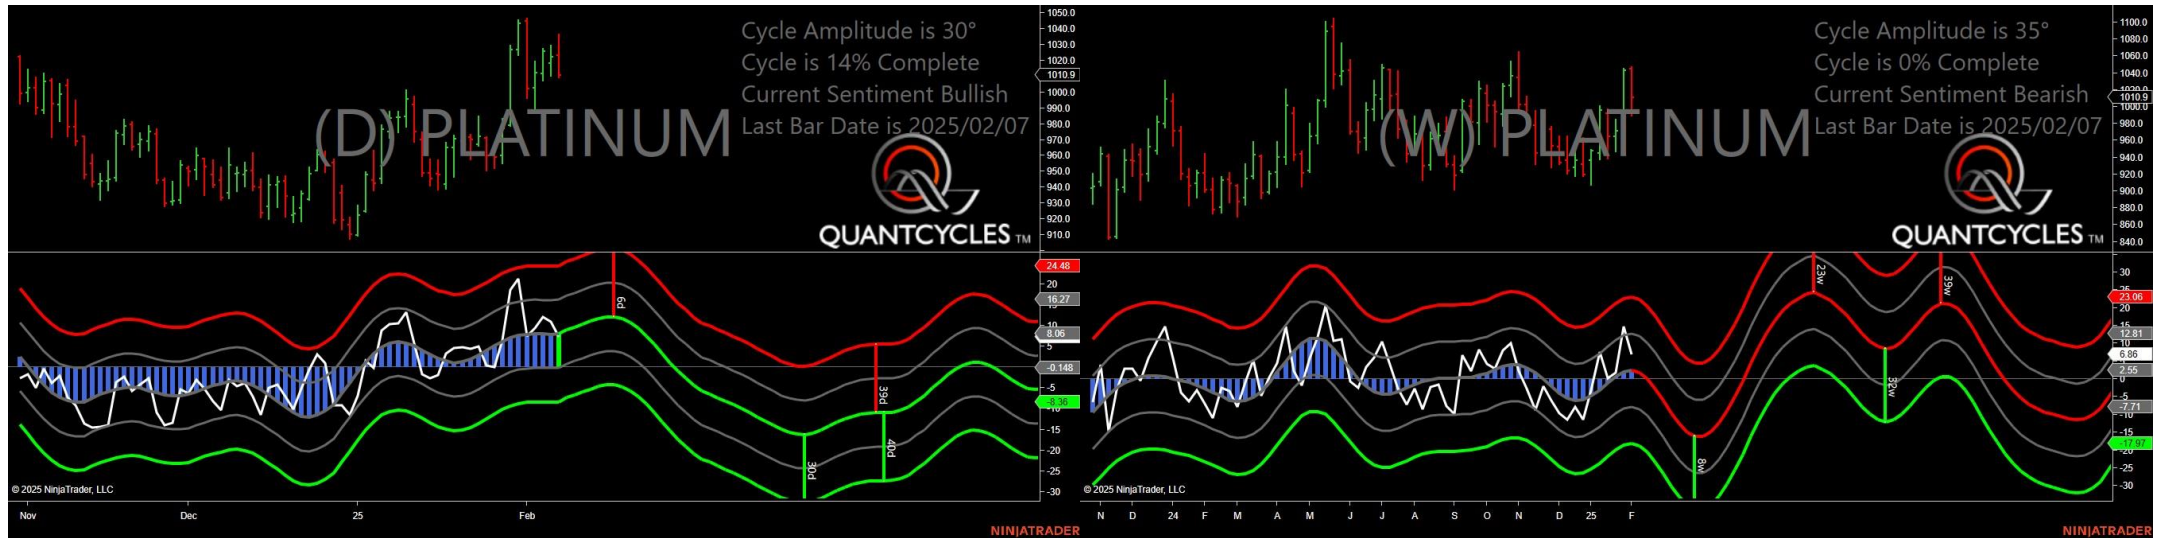 Cycle Amplitude is 30°
Cycle is 14% Complete
Current Sentiment Bullish
Last Bar Date is 2025/02/07
(D) PLATINUM
QUANTCYCLES TM
1050.0
1040.0
1030.0
1020.0
1010.9
1000.0
990.0
980.0
970.0
960.0
950.0
940.0
930.0
920.0
910.0
24.48
20
16.27
10
8.06
5
-0.148
-5
-8.36
-15
-20
-25
-30
6d
30d
39d
40d
© 2025 NinjaTrader, LLC
Nov Dec 25 Feb
NINJATRADER
Cycle Amplitude is 35°
Cycle is 0% Complete
Current Sentiment Bearish
Last Bar Date is 2025/02/07
(W) PLATINUM
QUANTCYCLES TM
1100.0
1080.0
1060.0
1040.0
1010.9
1000.0
980.0
960.0
940.0
920.0
900.0
880.0
860.0
840.0
30
23.06
20
15
12.81
10
6.86
2.55
0
-5
-7.71
-10
-15
-17.97
-20
-25
-30
8w
23w
32w
39w
© 2025 NinjaTrader, LLC
N D 24 F M A M J J A S O N D 25 F
NINJATRADER